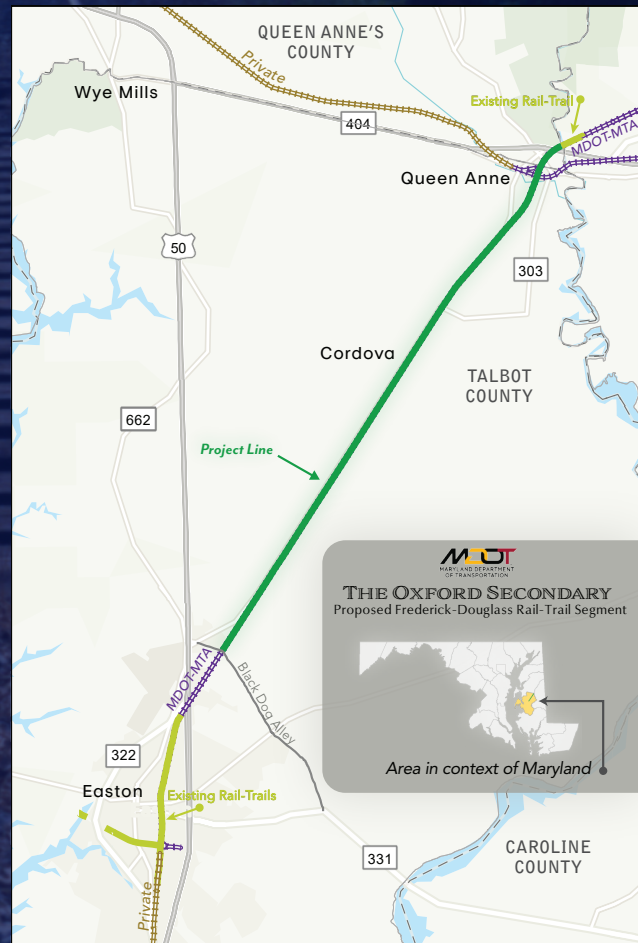 QUEEN ANNE'S
COUNTY
Private
Wye Mills
Existing Rail-Trail
404
MDOT-MTA
Queen Anne
50
303
Cordova
TALBOT
COUNTY
662
Project Line
MDOT
MARYLAND DEPARTMENT
OF TRANSPORTATION
THE OXFORD SECONDARY
Proposed Frederick-Douglass Rail-Trail Segment
MDOT-MTA
Black Dog Alley
322
Area in context of Maryland
Easton
Existing Rail-Trails
331
CAROLINE
COUNTY
Private